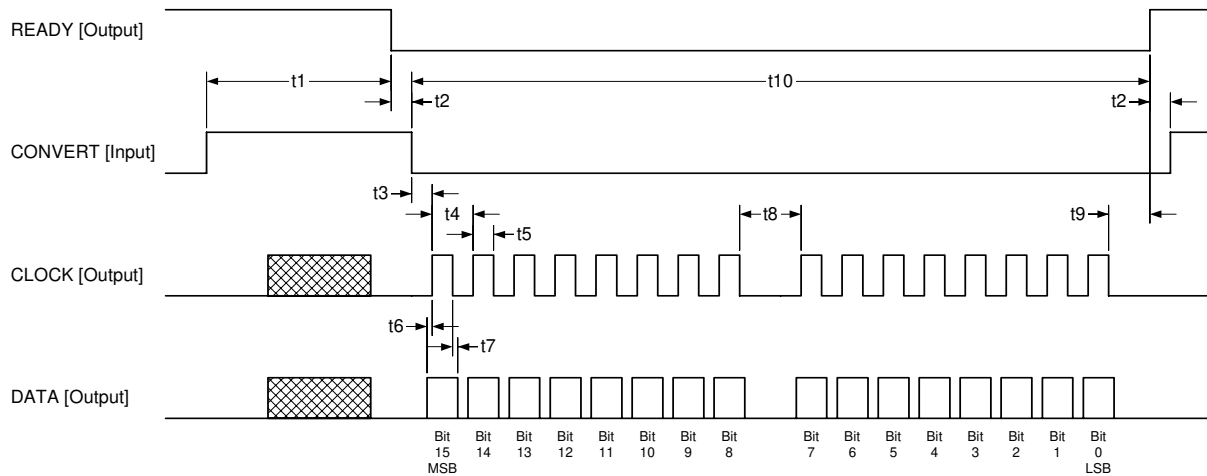 READY [Output]
t1
t10
t2
t2
CONVERT [Input]
t3
t4
t8
t9
t5
CLOCK [Output]
t6
t7
DATA [Output]
Bit 15 MSB
Bit 14
Bit 13
Bit 12
Bit 11
Bit 10
Bit 9
Bit 8
Bit 7
Bit 6
Bit 5
Bit 4
Bit 3
Bit 2
Bit 1
Bit 0 LSB